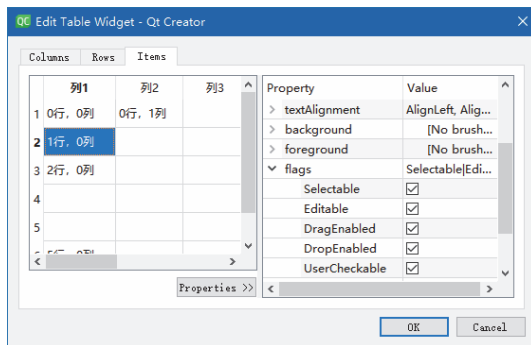 QC Edit Table Widget - Qt Creator
Columns Rows Items
列1 列2 列3
1 0行，0列 0行，1列
2 1行，0列
3 2行，0列
4
5
Properties >>
Property Value
textAlignment AlignLeft, Alig...
background [No brush...
foreground [No brush...
flags Selectable|Edi...
Selectable
Editable
DragEnabled
DropEnabled
UserCheckable
OK Cancel